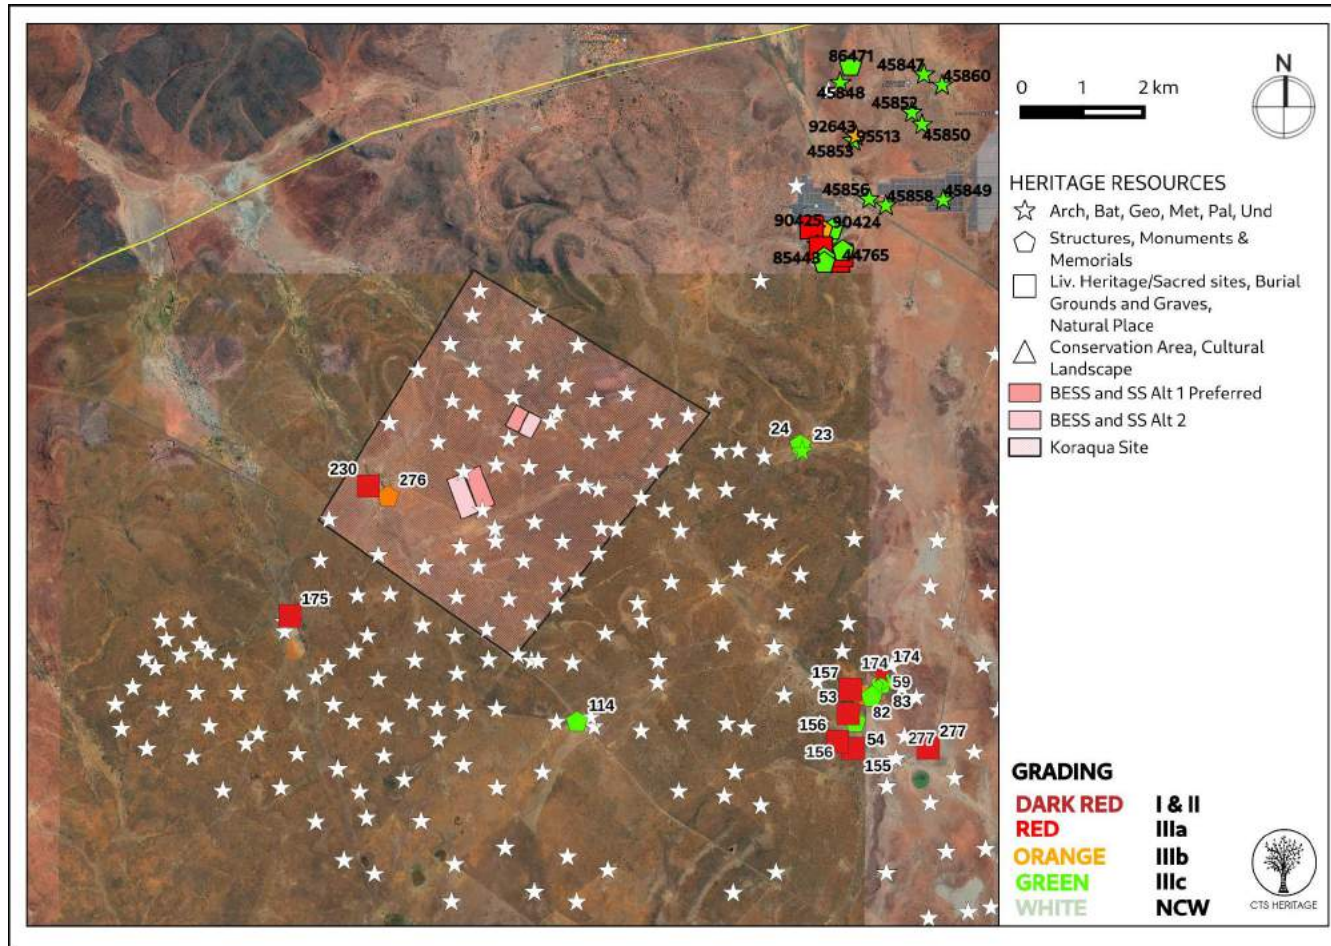 86471
45847
45860
45848
45852
92643
95513
45850
45853
45856
45858
45849
90425
90424
85443
44765
24
23
230
276
175
174
174
157
59
53
83
114
82
156
54
277
277
156
155
N
0 1 2 km
HERITAGE RESOURCES
Arch, Bat, Geo, Met, Pal, Und
Structures, Monuments &
Memorials
Liv. Heritage/Sacred sites, Burial
Grounds and Graves,
Natural Place
Conservation Area, Cultural
Landscape
BESS and SS Alt 1 Preferred
BESS and SS Alt 2
Koraqua Site
GRADING
DARK RED I & II
RED IIIa
ORANGE IIIb
GREEN IIIc
WHITE NCW
CTS HERITAGE